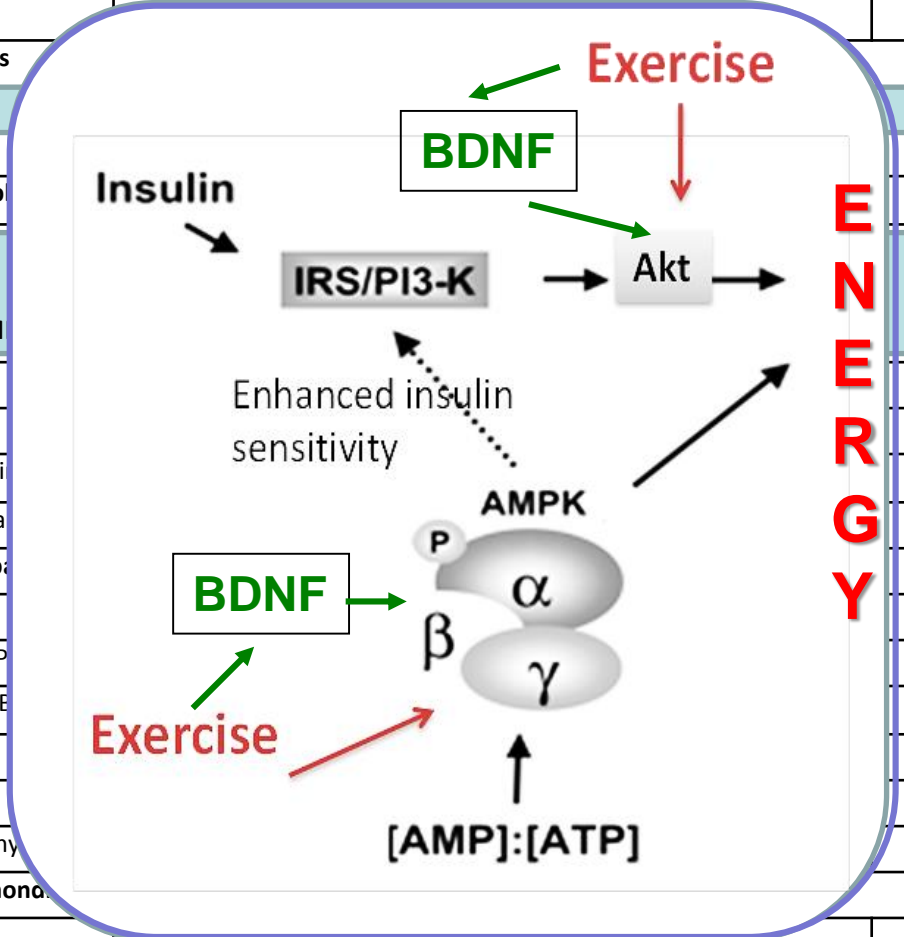 Exercise
BDNF
Insulin
IRS/PI3-K
Akt
Enhanced insulin
sensitivity
AMPK
P
α
BDNF
β
γ
Exercise
[AMP]:[ATP]
E
N
E
R
G
Y